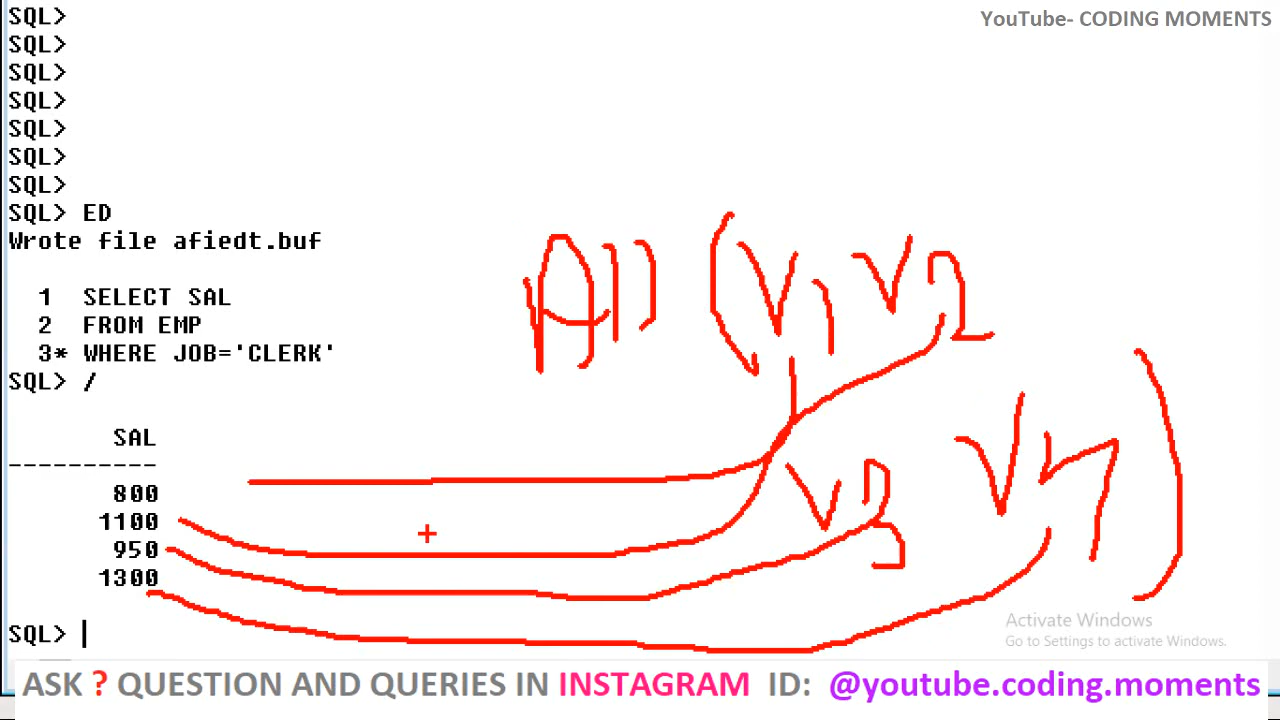 YouTube- CODING MOMENTS
SQL>
SQL>
SQL>
SQL>
SQL>
SQL>
SQL>
SQL> ED
Wrote file afiedt.buf
1 SELECT SAL
2 FROM EMP
3* WHERE JOB='CLERK'
SQL> /
SAL
----------
800
1100
950
1300
SQL>
All (V1 V2
V3 V4)
Activate Windows
Go to Settings to activate Windows.
ASK ? QUESTION AND QUERIES IN INSTAGRAM ID: @youtube.coding.moments